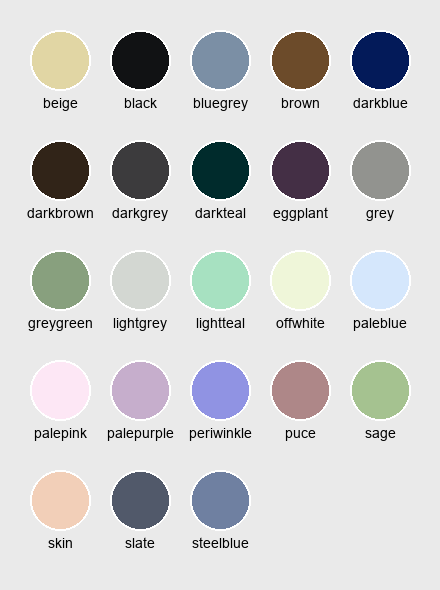 beige black bluegrey brown darkblue
darkbrown darkgrey darkteal eggplant grey
greygreen lightgrey lightteal offwhite paleblue
palepink palepurple periwinkle puce sage
skin slate steelblue